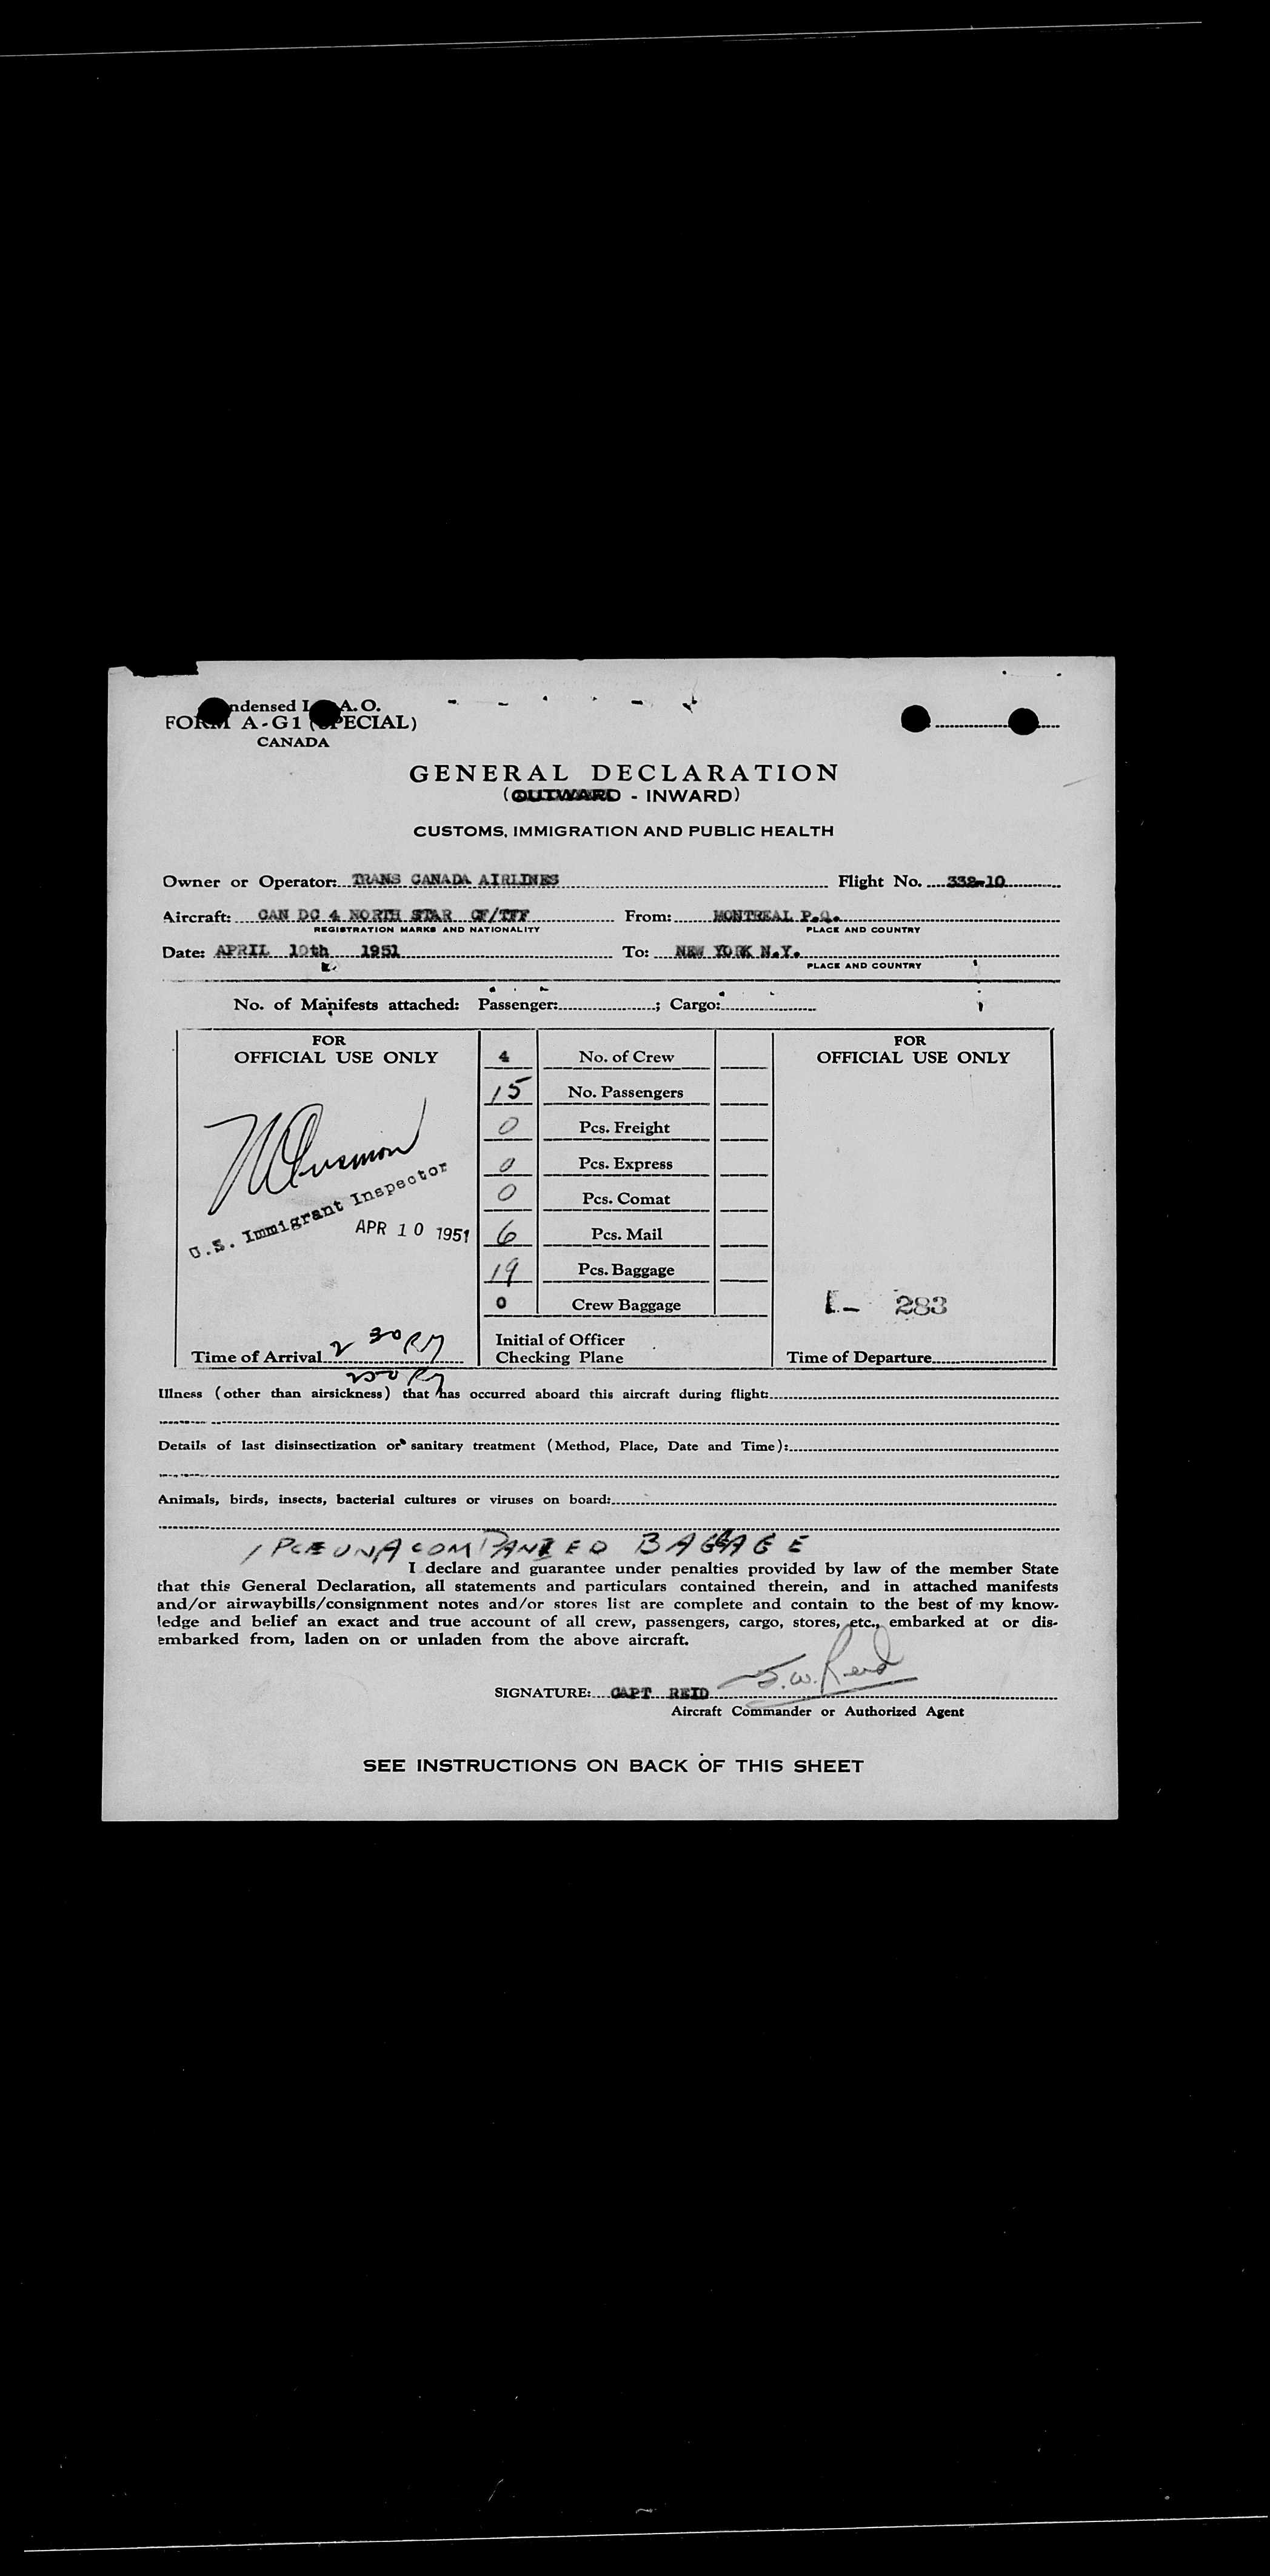 ndensed I A. O.
FORM A-G1 (SPECIAL)
CANADA
GENERAL DECLARATION
(OUTWARD - INWARD)
CUSTOMS, IMMIGRATION AND PUBLIC HEALTH
Owner or Operator: TRANS CANADA AIRLINES Flight No. 332-10
Aircraft: CAN DC 4 NORTH STAR CF/TFF From: MONTREAL P.Q.
REGISTRATION MARKS AND NATIONALITY PLACE AND COUNTRY
Date: APRIL 10th 1951 To: NEW YORK N.Y.
PLACE AND COUNTRY
No. of Manifests attached: Passenger: ; Cargo:
FOR OFFICIAL USE ONLY
U.S. Immigrant Inspector
APR 10 1951
Time of Arrival 2 30 PM
4 No. of Crew
15 No. Passengers
0 Pcs. Freight
0 Pcs. Express
0 Pcs. Comat
6 Pcs. Mail
19 Pcs. Baggage
0 Crew Baggage
Initial of Officer
Checking Plane
FOR
OFFICIAL USE ONLY
283
Time of Departure
Illness (other than airsickness) that has occurred aboard this aircraft during flight:
Details of last disinsectization or sanitary treatment (Method, Place, Date and Time):
Animals, birds, insects, bacterial cultures or viruses on board:
1 PCE UNACOMPANIED BAGGAGE
I declare and guarantee under penalties provided by law of the member State
that this General Declaration, all statements and particulars contained therein, and in attached manifests
and/or airwaybills/consignment notes and/or stores list are complete and contain to the best of my know-
ledge and belief an exact and true account of all crew, passengers, cargo, stores, etc., embarked at or dis-
embarked from, laden on or unladen from the above aircraft.
SIGNATURE: CAPT REID S.W. Reid
Aircraft Commander or Authorized Agent
SEE INSTRUCTIONS ON BACK OF THIS SHEET